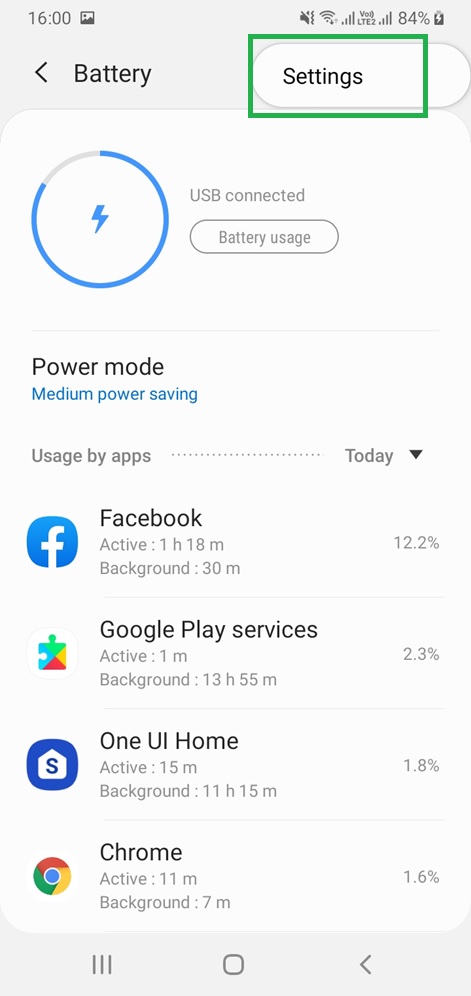 16:00 Vo)) LTE2 84%
Battery
Settings
USB connected
Battery usage
Power mode
Medium power saving
Usage by apps Today
Facebook
Active : 1 h 18 m
Background : 30 m
12.2%
Google Play services
Active : 1 m
Background : 13 h 55 m
2.3%
One UI Home
Active : 15 m
Background : 11 h 15 m
1.8%
Chrome
Active : 11 m
Background : 7 m
1.6%